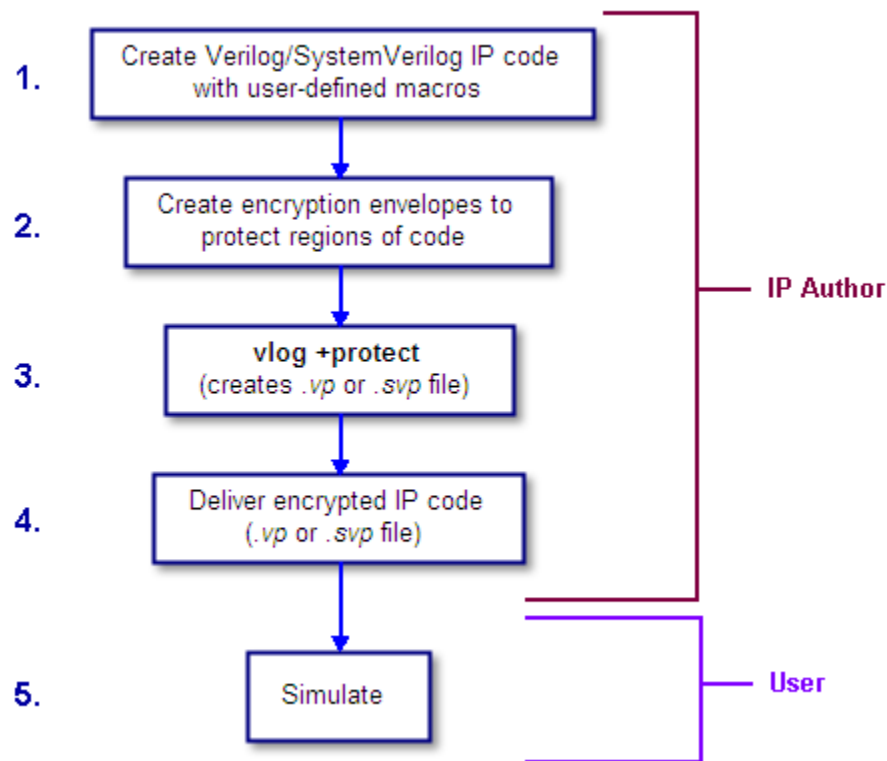 1.
Create Verilog/SystemVerilog IP code
with user-defined macros
2.
Create encryption envelopes to
protect regions of code
IP Author
3.
vlog +protect
(creates .vp or .svp file)
4.
Deliver encrypted IP code
(.vp or .svp file)
5.
Simulate
User